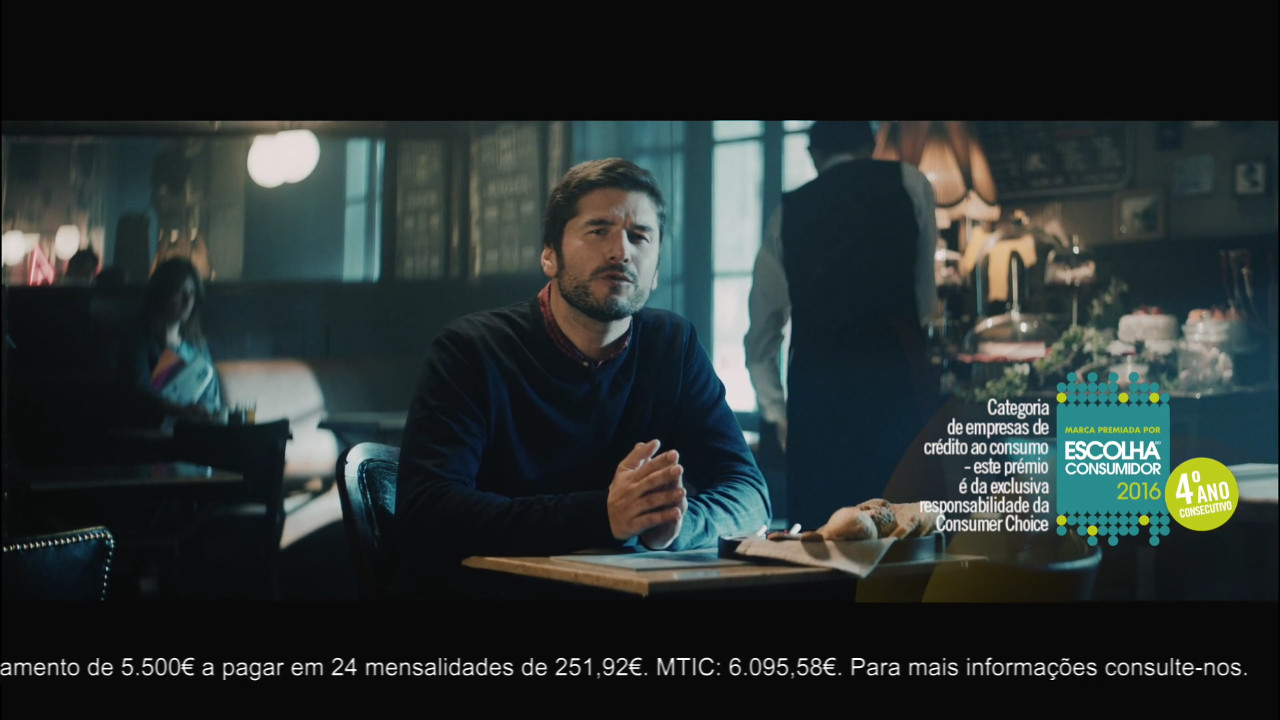 Categoria
de empresas de
crédito ao consumo
- este prémio
é da exclusiva
responsabilidade da
Consumer Choice
MARCA PREMIADA POR
ESCOLHA DO
CONSUMIDOR
2016
4º ANO
CONSECUTIVO
amento de 5.500€ a pagar em 24 mensalidades de 251,92€. MTIC: 6.095,58€. Para mais informações consulte-nos.